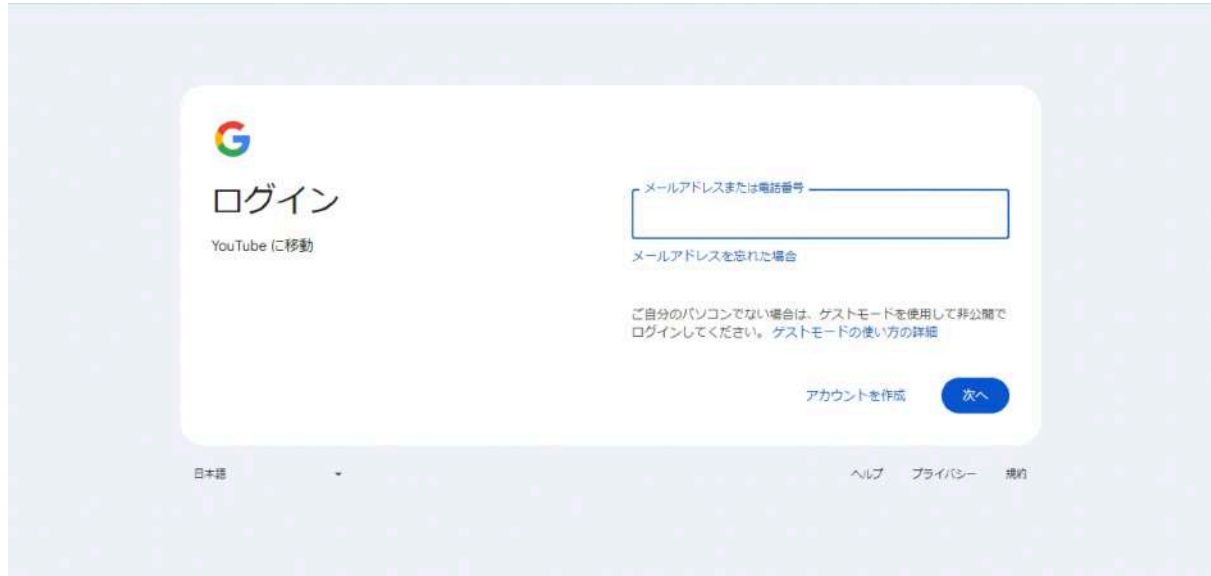 ログイン
YouTube に移動
メールアドレスまたは電話番号
メールアドレスを忘れた場合
ご自分のパソコンでない場合は、ゲストモードを使用して非公開で
ログインしてください。 ゲストモードの使い方の詳細
アカウントを作成
次へ
日本語
ヘルプ プライバシー 規約